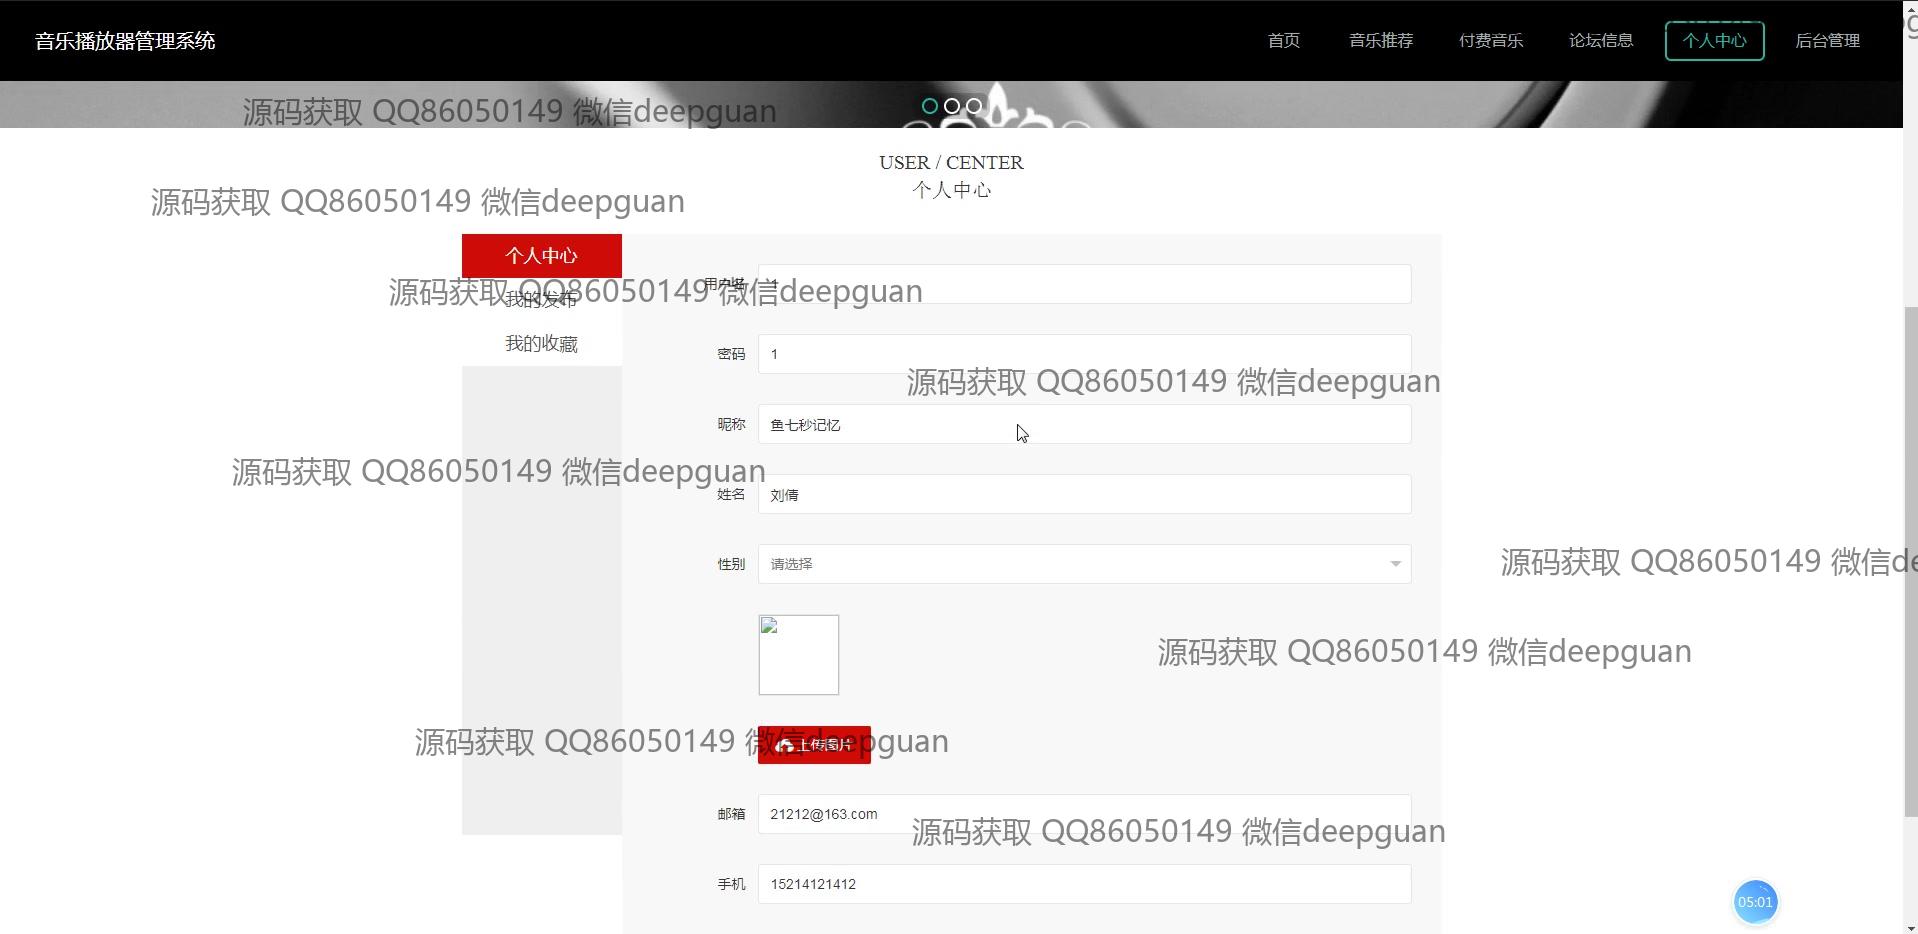 音乐播放器管理系统
首页 音乐推荐 付费音乐 论坛信息 个人中心 后台管理
源码获取 QQ86050149 微信deepguan
USER / CENTER
个人中心
源码获取 QQ86050149 微信deepguan
个人中心
用户名 1
源码获取 QQ86050149 微信deepguan
我的发布
我的收藏
密码 1
源码获取 QQ86050149 微信deepguan
昵称 鱼七秒记忆
源码获取 QQ86050149 微信deepguan
姓名 刘倩
性别 请选择
源码获取 QQ86050149 微信de
源码获取 QQ86050149 微信deepguan
源码获取 QQ86050149 微信deepguan
上传图片
邮箱 21212@163.com
源码获取 QQ86050149 微信deepguan
手机 15214121412
05:01